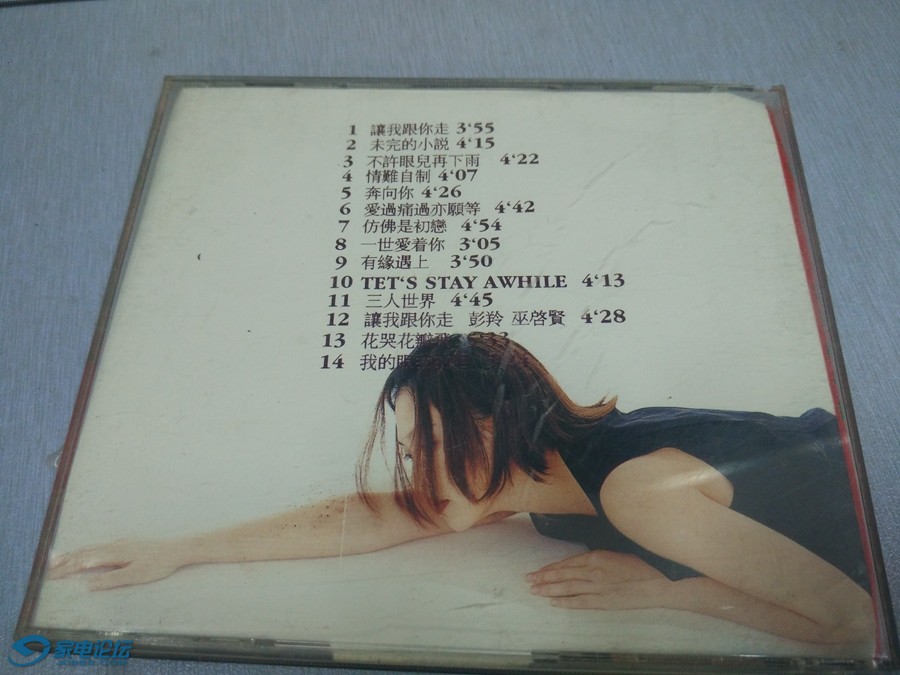 1 讓我跟你走 3‘55
2 未完的小説 4‘15
3 不許眼兒再下雨 4‘22
4 情難自制 4‘07
5 奔向你 4‘26
6 愛過痛過亦願等 4‘42
7 仿佛是初戀 4‘54
8 一世愛着你 3‘05
9 有緣遇上 3‘50
10 TET‘S STAY AWHILE 4‘13
11 三人世界 4‘45
12 讓我跟你走 彭羚 巫啓賢 4‘28
13 花哭花瓣
14 我的眼
家电论坛